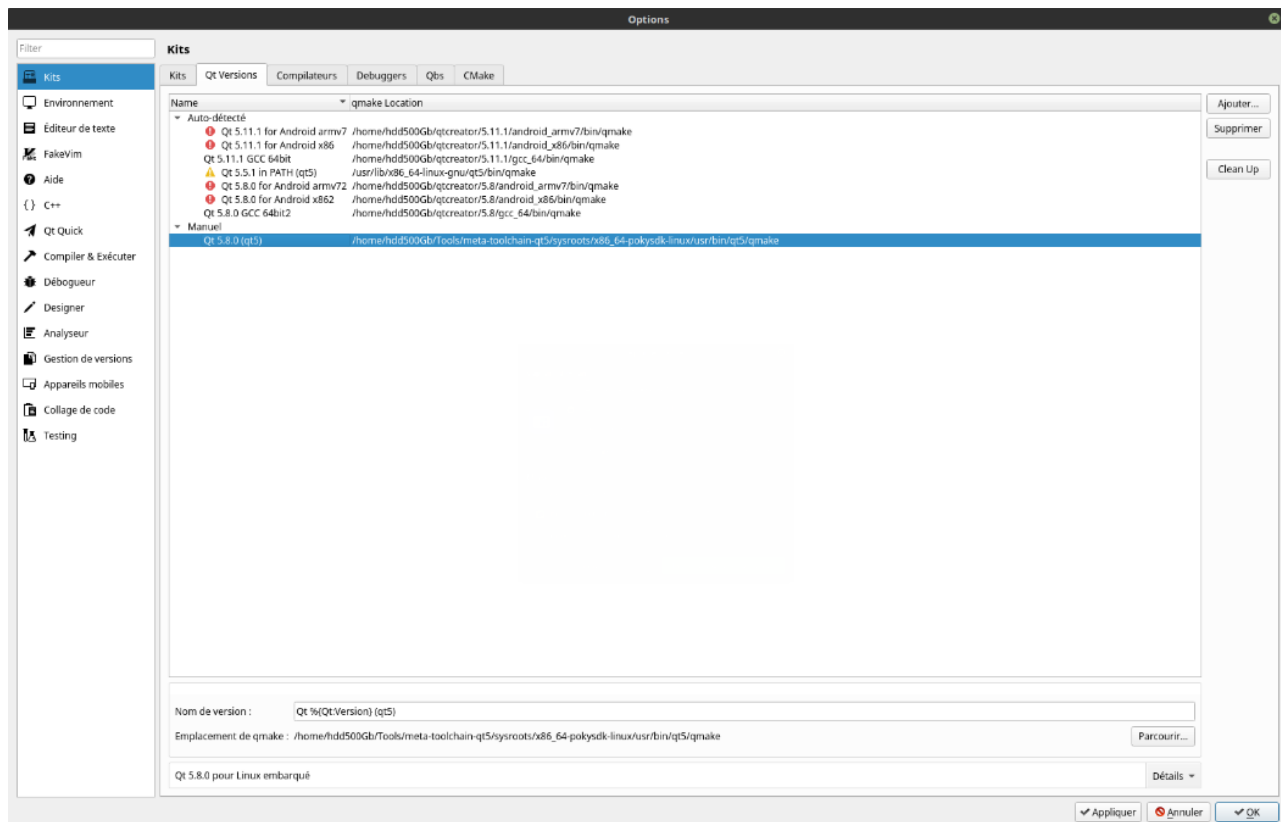 Options
Filter
Kits
Kits
Environnement
Éditeur de texte
FakeVim
Aide
{} C++
Qt Quick
Compiler & Exécuter
Débogueur
Designer
Analyseur
Gestion de versions
Appareils mobiles
Collage de code
Testing
Kits Qt Versions Compilateurs Debuggers Qbs CMake
Name qmake Location
Auto-détecté
Qt 5.11.1 for Android armv7 /home/hdd500Gb/qtcreator/5.11.1/android_armv7/bin/qmake
Qt 5.11.1 for Android x86 /home/hdd500Gb/qtcreator/5.11.1/android_x86/bin/qmake
Qt 5.11.1 GCC 64bit /home/hdd500Gb/qtcreator/5.11.1/gcc_64/bin/qmake
Qt 5.5.1 in PATH (qt5) /usr/lib/x86_64-linux-gnu/qt5/bin/qmake
Qt 5.8.0 for Android armv72 /home/hdd500Gb/qtcreator/5.8/android_armv7/bin/qmake
Qt 5.8.0 for Android x862 /home/hdd500Gb/qtcreator/5.8/android_x86/bin/qmake
Qt 5.8.0 GCC 64bit2 /home/hdd500Gb/qtcreator/5.8/gcc_64/bin/qmake
Manuel
Qt 5.8.0 (qt5) /home/hdd500Gb/Tools/meta-toolchain-qt5/sysroots/x86_64-pokysdk-linux/usr/bin/qt5/qmake
Ajouter...
Supprimer
Clean Up
Nom de version : Qt %{Qt:Version} (qt5)
Emplacement de qmake : /home/hdd500Gb/Tools/meta-toolchain-qt5/sysroots/x86_64-pokysdk-linux/usr/bin/qt5/qmake Parcourir...
Qt 5.8.0 pour Linux embarqué Détails
Appliquer Annuler OK